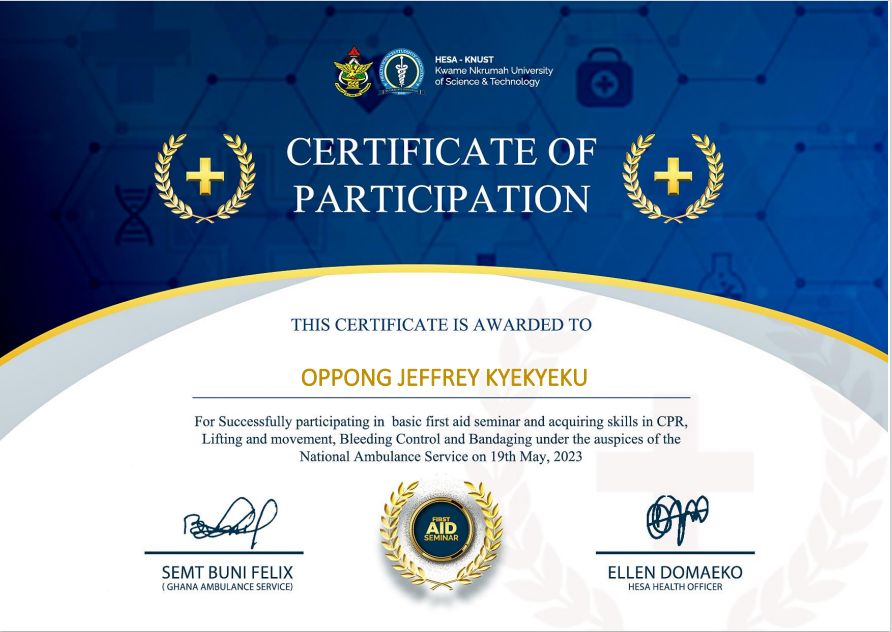 HESA - KNUST
Kwame Nkrumah University
of Science & Technology
CERTIFICATE OF
PARTICIPATION
THIS CERTIFICATE IS AWARDED TO
OPPONG JEFFREY KYEKYEKU
For Successfully participating in basic first aid seminar and acquiring skills in CPR,
Lifting and movement, Bleeding Control and Bandaging under the auspices of the
National Ambulance Service on 19th May, 2023
FIRST
AID
SEMINAR
SEMT BUNI FELIX
( GHANA AMBULANCE SERVICE)
ELLEN DOMAEKO
HESA HEALTH OFFICER